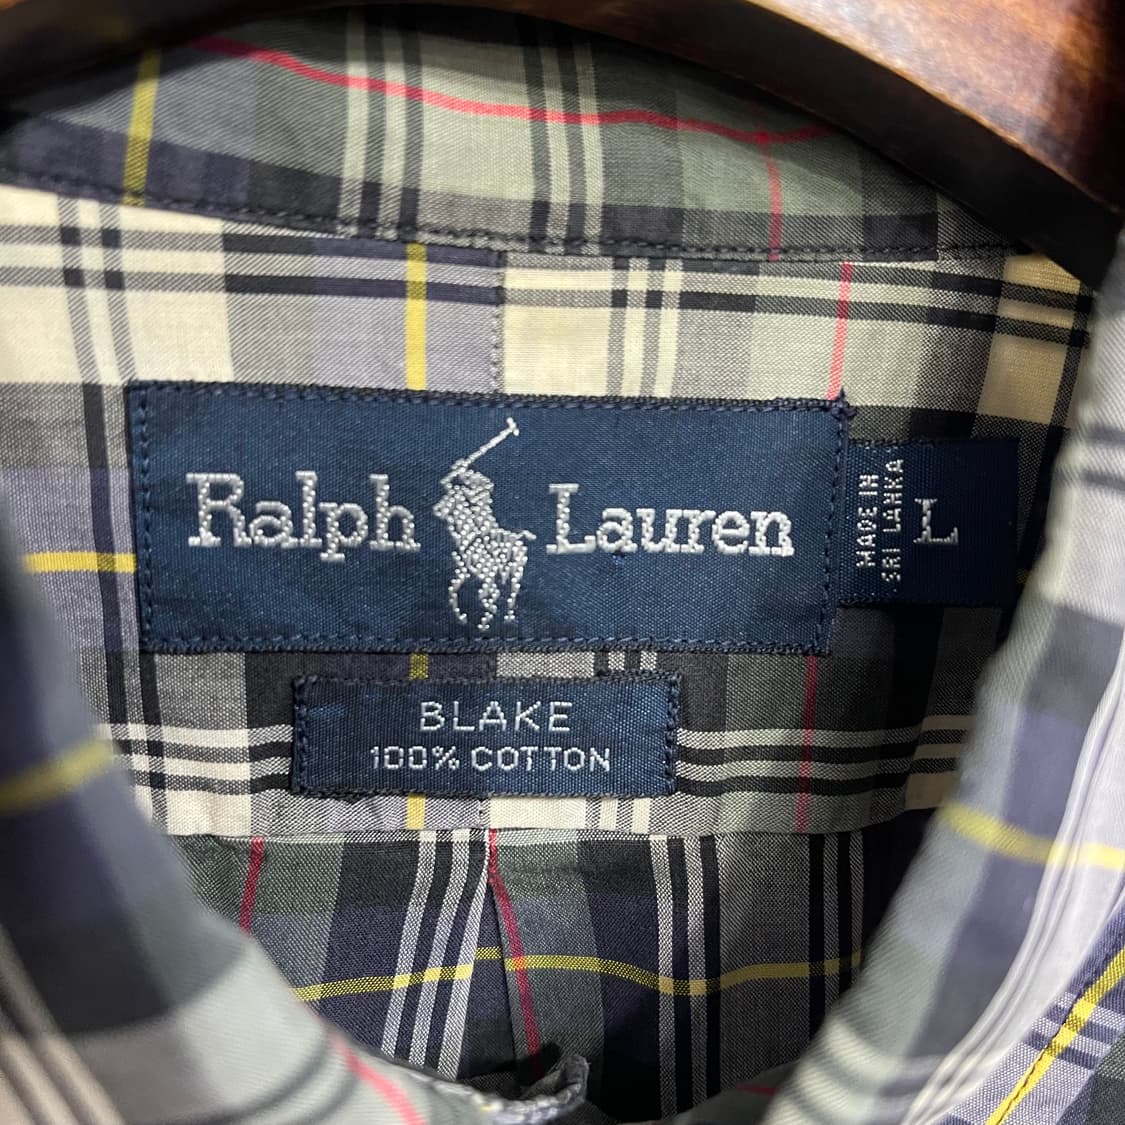 Ralph Lauren
MADE IN
SRI LANKA
L
BLAKE
100% COTTON